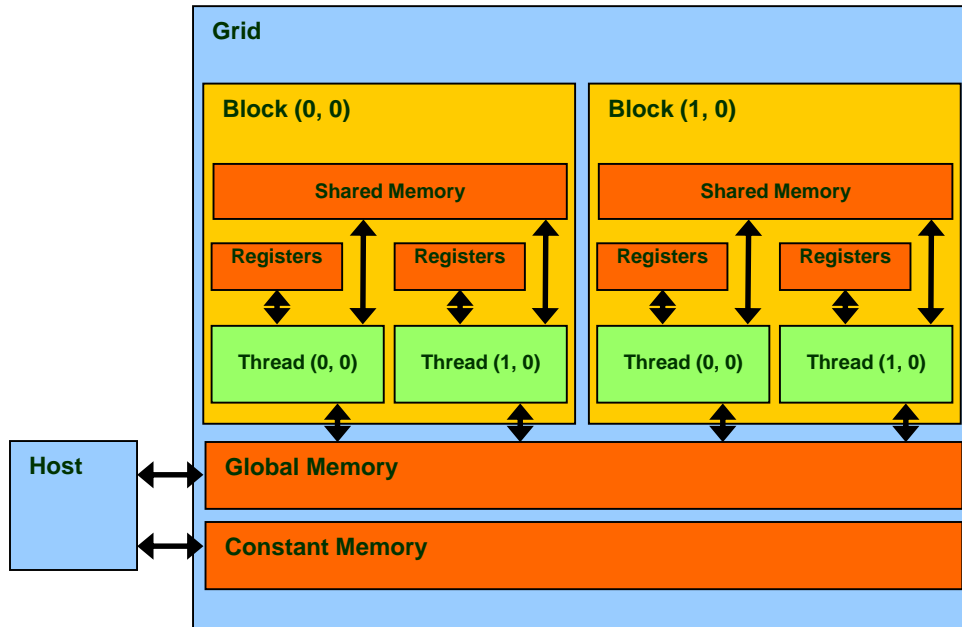 Grid
Block (0, 0)
Block (1, 0)
Shared Memory
Shared Memory
Registers
Registers
Registers
Registers
Thread (0, 0)
Thread (1, 0)
Thread (0, 0)
Thread (1, 0)
Host
Global Memory
Constant Memory